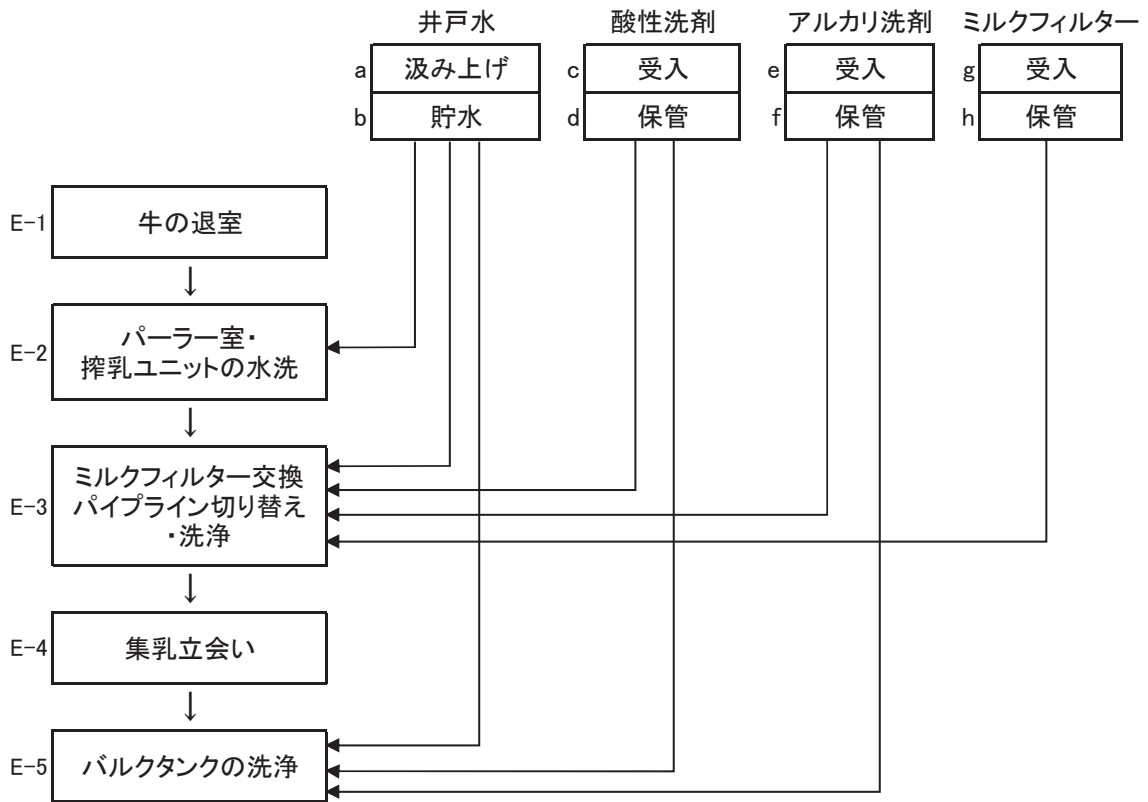 井戸水 酸性洗剤 アルカリ洗剤 ミルクフィルター
a 汲み上げ c 受入 e 受入 g 受入
b 貯水 d 保管 f 保管 h 保管
E-1 牛の退室
↓
E-2 パーラー室・
搾乳ユニットの水洗
↓
E-3 ミルクフィルター交換
パイプライン切り替え
・洗浄
↓
E-4 集乳立会い
↓
E-5 バルクタンクの洗浄